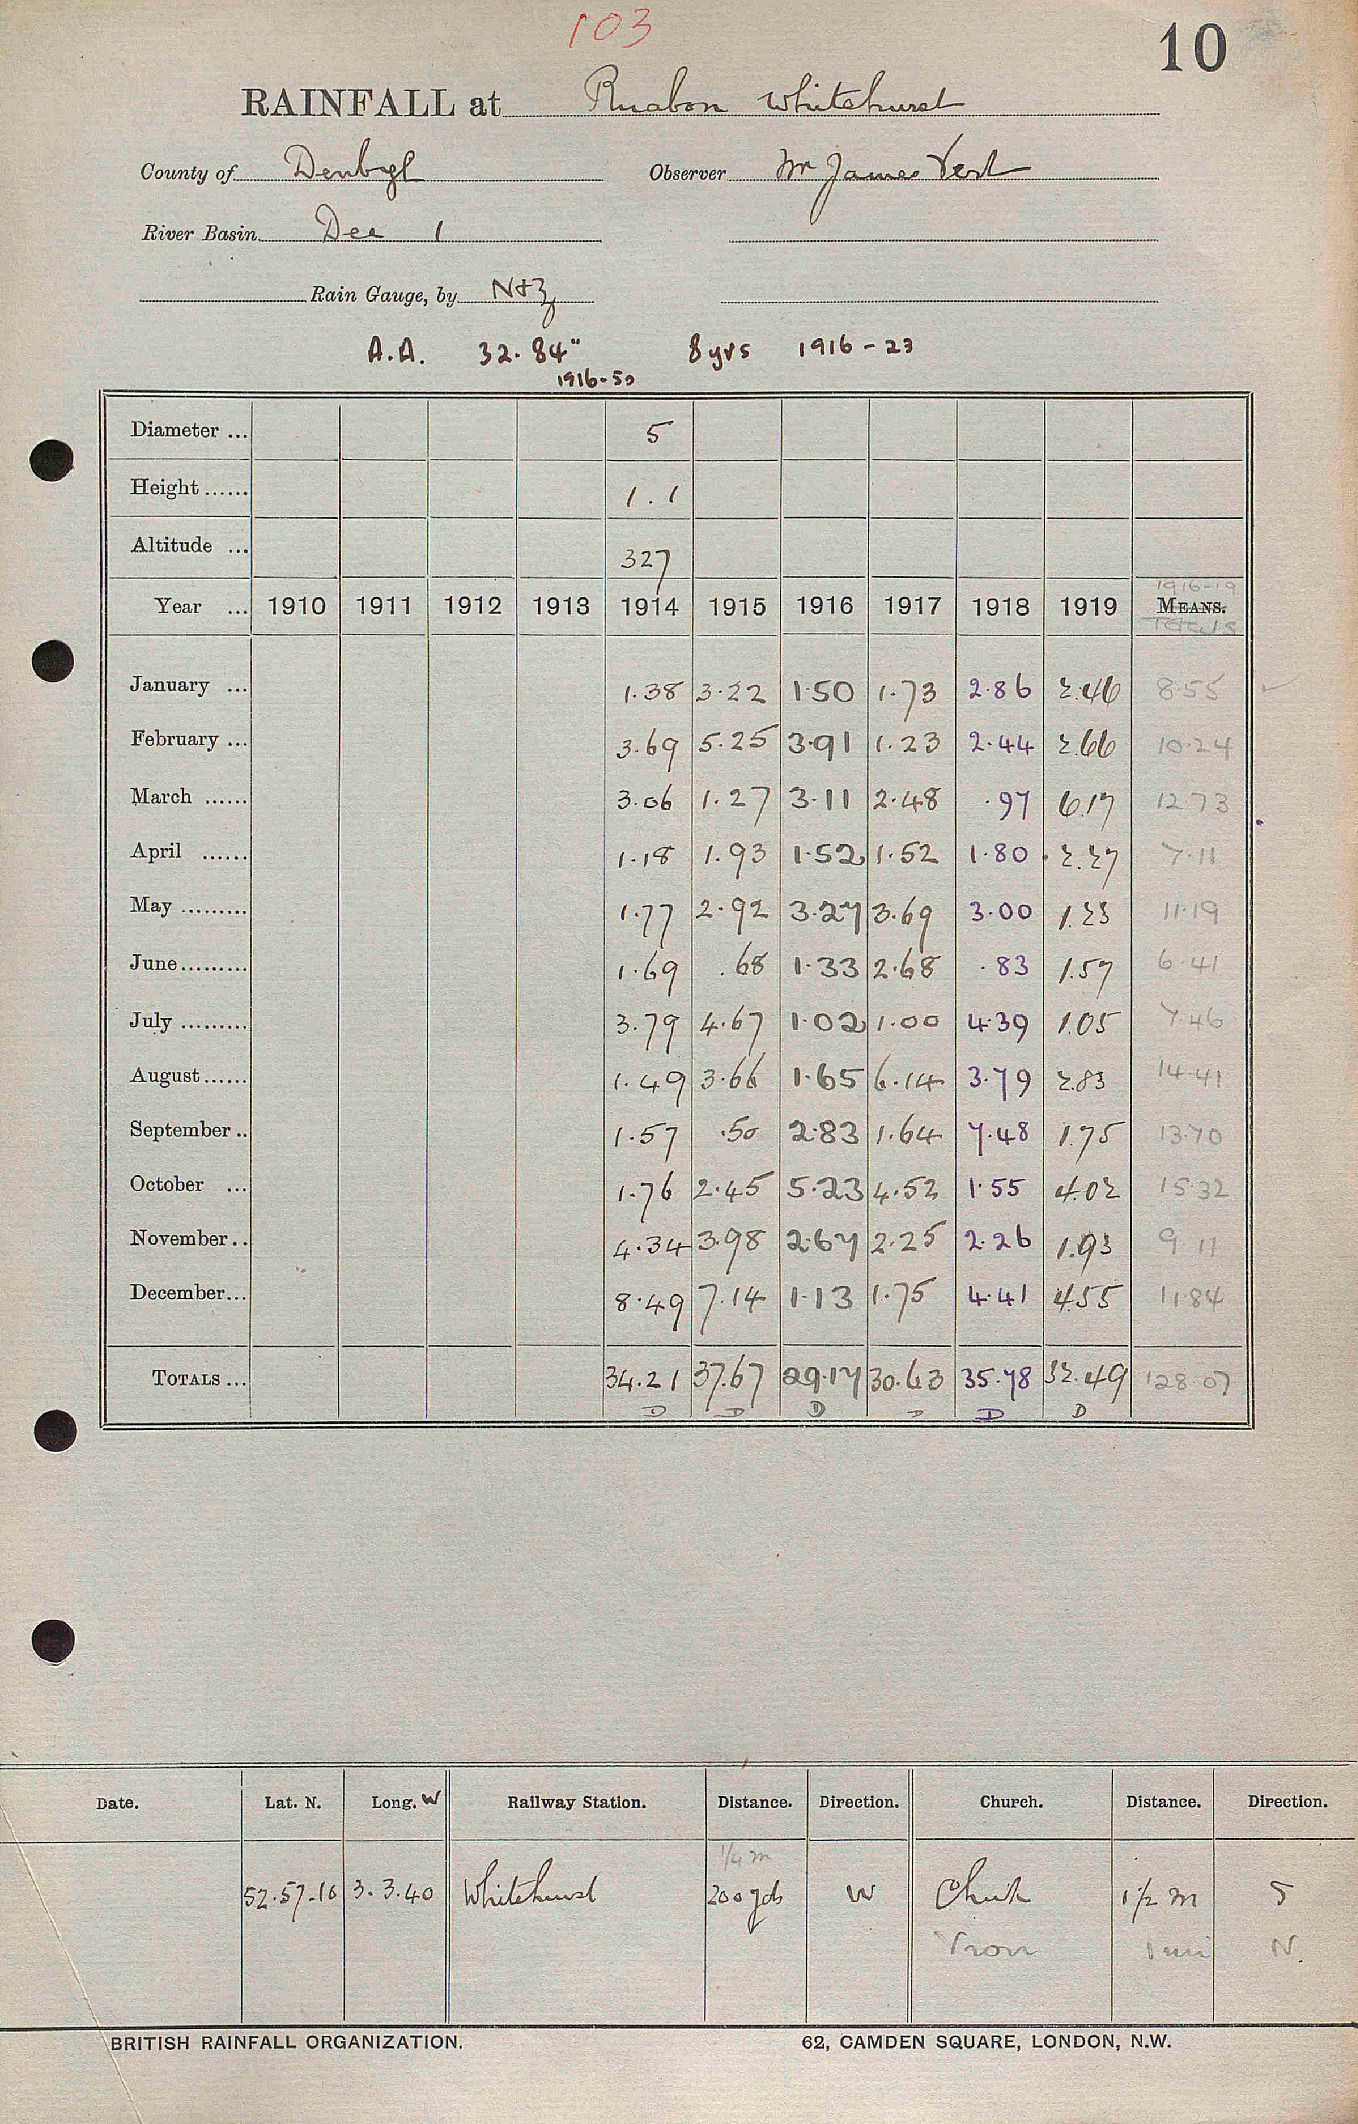 103
10
RAINFALL at Ruabon Whitehurst
County of Denbigh Observer Mr James Vest
River Basin Dee 1
Rain Gauge, by N+Z
A.A. 32.84" 8 yrs 1916-23
1916-50
Diameter ... 5
Height ...... 1.1
Altitude ... 327
1916-19
Year ... 1910 1911 1912 1913 1914 1915 1916 1917 1918 1919 MEANS.
Totals
January ... 1.38 3.22 1.50 1.73 2.86 2.46 8.55
February ... 3.69 5.25 3.91 1.23 2.44 2.66 10.24
March ...... 3.06 1.27 3.11 2.48 .97 6.17 12.73
April ...... 1.18 1.93 1.52 1.52 1.80 2.27 7.11
May ......... 1.77 2.92 3.27 3.69 3.00 1.23 11.19
June ......... 1.69 .68 1.33 2.68 .83 1.57 6.41
July ......... 3.79 4.67 1.02 1.00 4.39 1.05 7.46
August ...... 1.49 3.66 1.65 6.14 3.79 2.83 14.41
September .. 1.57 .50 2.83 1.64 7.48 1.75 13.70
October ... 1.76 2.45 5.23 4.52 1.55 4.02 15.32
November .. 4.34 3.98 2.67 2.25 2.26 1.93 9.11
December... 8.49 7.14 1.13 1.75 4.41 4.55 11.84
TOTALS ... 34.21 37.67 29.17 30.63 35.78 32.49 128.07
D D D D D D
Date. Lat. N. Long. W Railway Station. Distance. Direction. Church. Distance. Direction.
1/4 m
52.57.10 3.3.40 Whitehurst 200 yds W Chirk 1 1/2 m S
1 mi N
BRITISH RAINFALL ORGANIZATION. 62, CAMDEN SQUARE, LONDON, N.W.